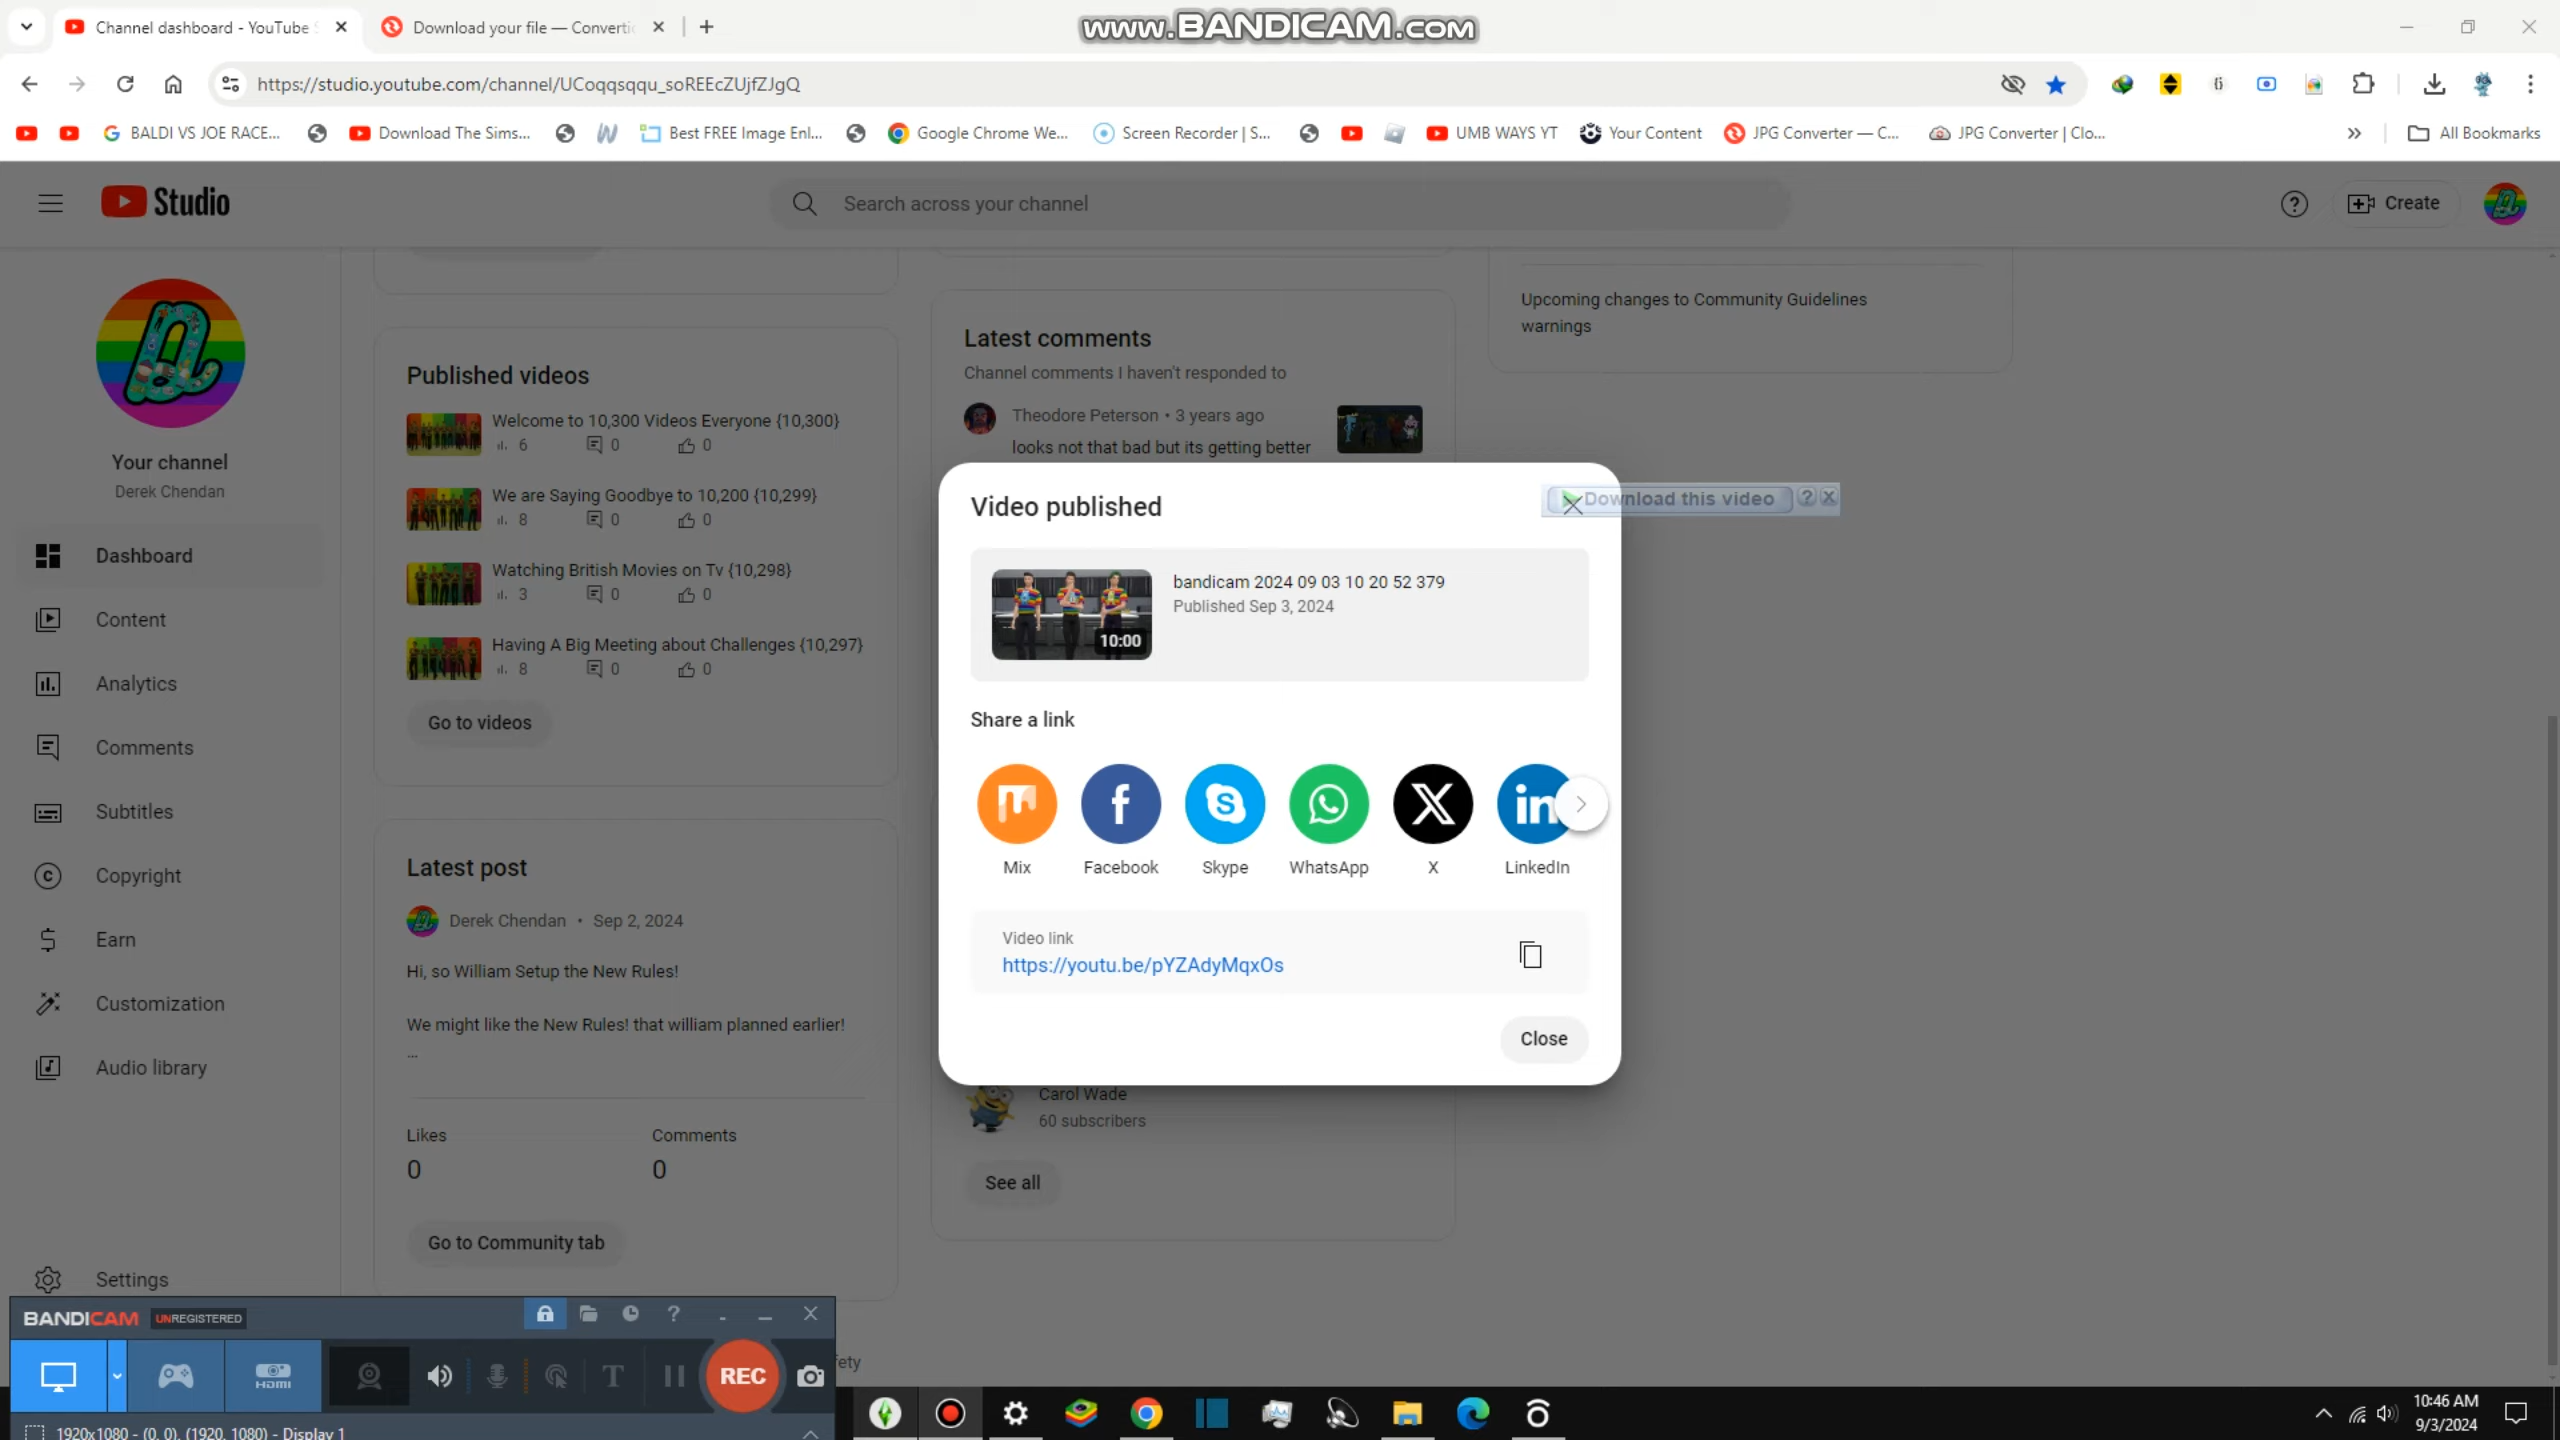 Channel dashboard - YouTube S
Download your file — Converti
www.BANDICAM.com
https://studio.youtube.com/channel/UCoqqsqqu_soREEcZUjfZJgQ
BALDI VS JOE RACE...
Download The Sims...
Best FREE Image Enl...
Google Chrome We...
Screen Recorder | S...
UMB WAYS YT
Your Content
JPG Converter — C...
JPG Converter | Clo...
All Bookmarks
Studio
Search across your channel
Create
Your channel
Derek Chendan
Dashboard
Content
Analytics
Comments
Subtitles
Copyright
Earn
Customization
Audio library
Settings
Published videos
Welcome to 10,300 Videos Everyone {10,300}
6 0 0
We are Saying Goodbye to 10,200 {10,299}
8 0 0
Watching British Movies on Tv {10,298}
3 0 0
Having A Big Meeting about Challenges {10,297}
8 0 0
Go to videos
Latest post
Derek Chendan • Sep 2, 2024
Hi, so William Setup the New Rules!
We might like the New Rules! that william planned earlier!
...
Likes
Comments
0
0
Go to Community tab
Latest comments
Channel comments I haven't responded to
Theodore Peterson • 3 years ago
looks not that bad but its getting better
Upcoming changes to Community Guidelines
warnings
Video published
Download this video
bandicam 2024 09 03 10 20 52 379
Published Sep 3, 2024
10:00
Share a link
Mix
Facebook
Skype
WhatsApp
X
LinkedIn
Video link
https://youtu.be/pYZAdyMqxOs
Close
Carol Wade
60 subscribers
See all
BANDICAM UNREGISTERED
HDMI
REC
1920x1080 - (0, 0), (1920, 1080) - Display 1
fety
10:46 AM
9/3/2024